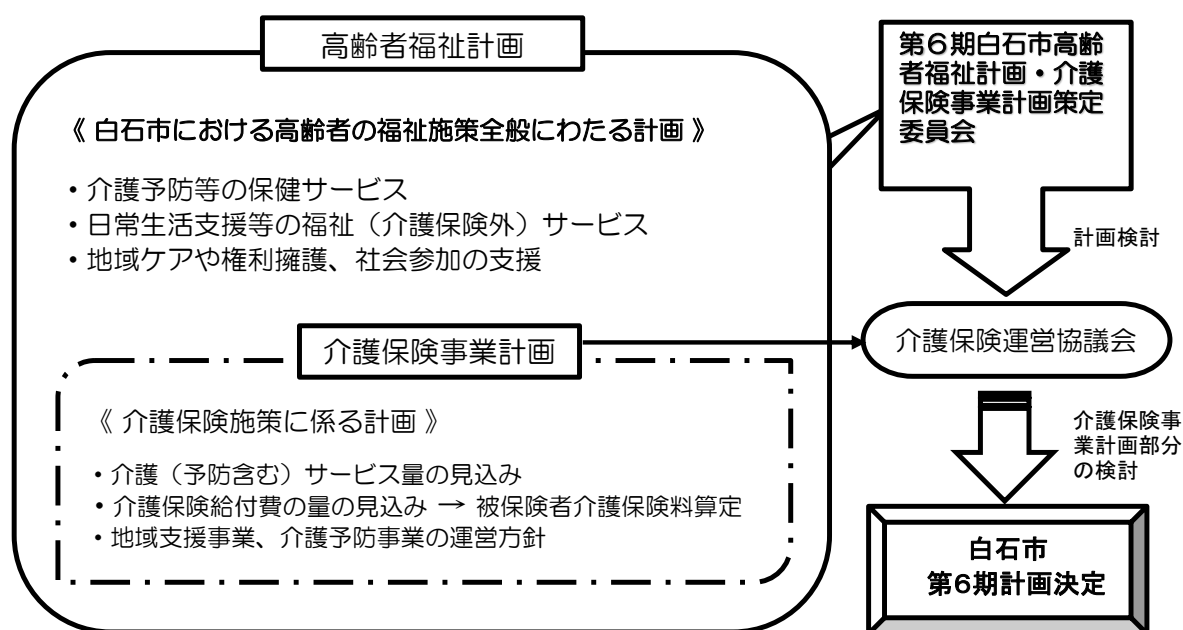 高齢者福祉計画
《 白石市における高齢者の福祉施策全般にわたる計画 》
・介護予防等の保健サービス
・日常生活支援等の福祉（介護保険外）サービス
・地域ケアや権利擁護、社会参加の支援
介護保険事業計画
《 介護保険施策に係る計画 》
・介護（予防含む）サービス量の見込み
・介護保険給付費の量の見込み → 被保険者介護保険料算定
・地域支援事業、介護予防事業の運営方針
第６期白石市高齢
者福祉計画・介護
保険事業計画策定
委員会
計画検討
介護保険運営協議会
介護保険事
業計画部分
の検討
白石市
第6期計画決定